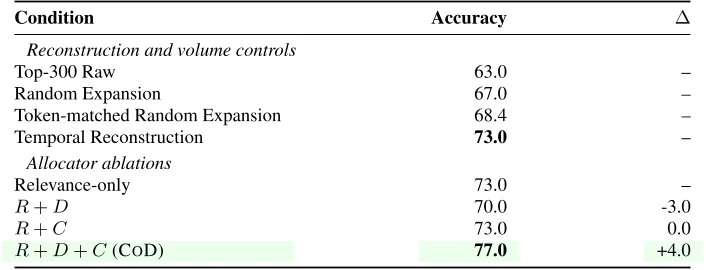 Condition Accuracy Δ
Reconstruction and volume controls
Top-300 Raw 63.0 –
Random Expansion 67.0 –
Token-matched Random Expansion 68.4 –
Temporal Reconstruction 73.0 –
Allocator ablations
Relevance-only 73.0 –
R + D 70.0 -3.0
R + C 73.0 0.0
R + D + C (COD) 77.0 +4.0